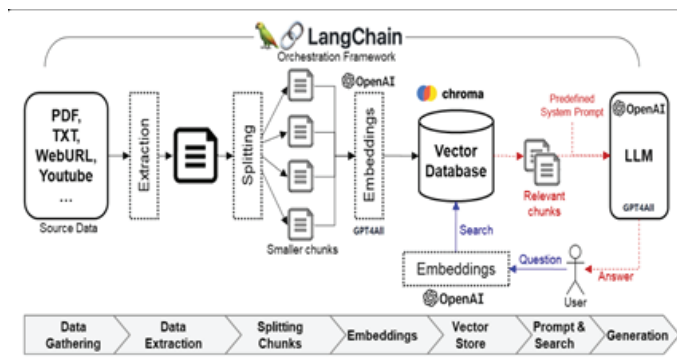 LangChain
Orchestration Framework
PDF,
TXT,
WebURL,
Youtube
...
Source Data
Extraction
Splitting
Smaller chunks
OpenAI
Embeddings
GPT4All
chroma
Vector
Database
Relevant
chunks
Predefined
System Prompt
OpenAI
LLM
GPT4All
Search
Embeddings
OpenAI
Question
User
Answer
Data
Gathering
Data
Extraction
Splitting
Chunks
Embeddings
Vector
Store
Prompt &
Search
Generation